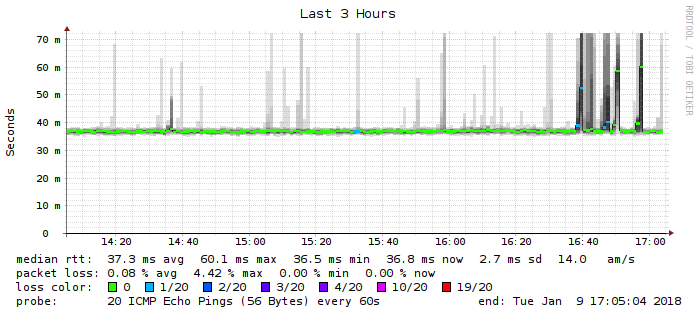 Last 3 Hours
RRDTOOL / TOBI OETIKER
Seconds
70 m
60 m
50 m
40 m
30 m
20 m
10 m
0
14:20 14:40 15:00 15:20 15:40 16:00 16:20 16:40 17:00
median rtt: 37.3 ms avg 60.1 ms max 36.5 ms min 36.8 ms now 2.7 ms sd 14.0 am/s
packet loss: 0.08 % avg 4.42 % max 0.00 % min 0.00 % now
loss color: 0 1/20 2/20 3/20 4/20 10/20 19/20
probe: 20 ICMP Echo Pings (56 Bytes) every 60s end: Tue Jan 9 17:05:04 2018